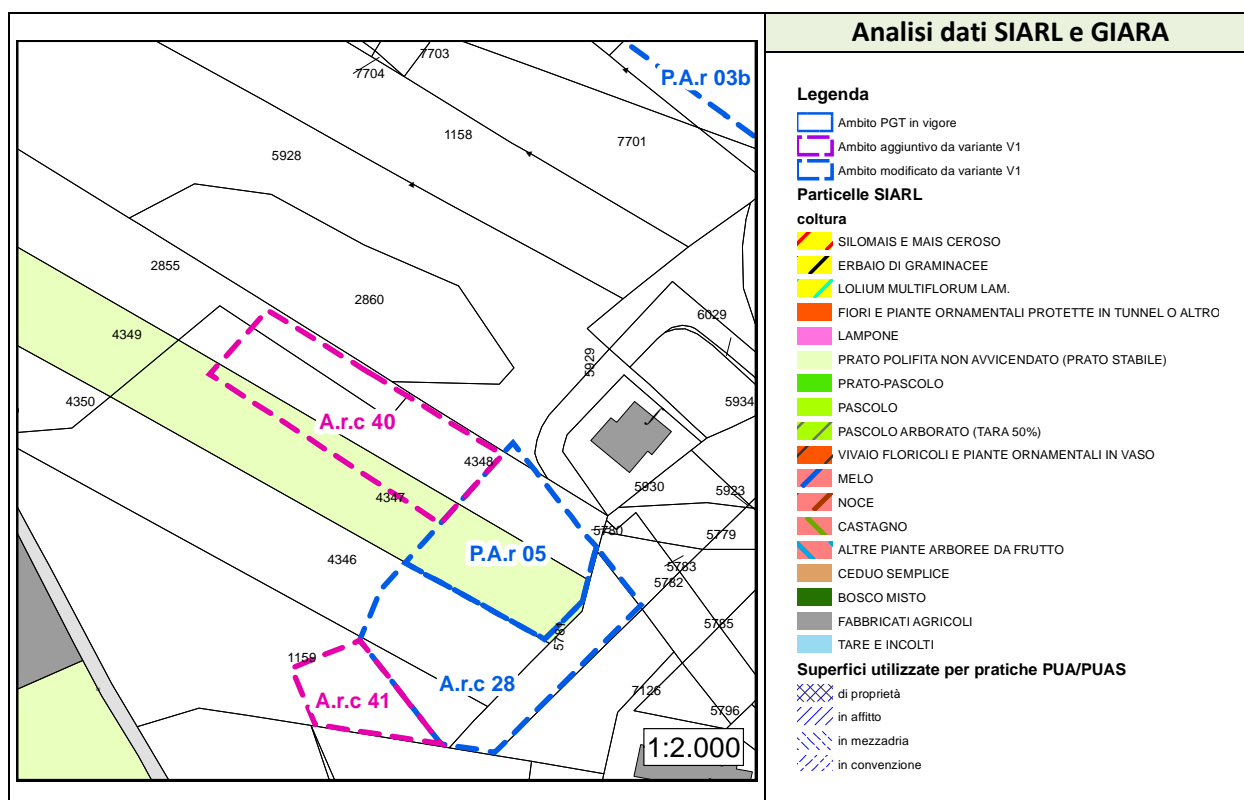 Analisi dati SIARL e GIARA
7703
7704
P.A.r 03b
1158
7701
5928
2855
2860
6029
4349
5929
4350
5934
A.r.c 40
4348
5930
5923
4347
5780
5779
P.A.r 05
4346
5783
5782
5781
5785
1159
A.r.c 28
A.r.c 41
7126
5796
1:2.000
Legenda
Ambito PGT in vigore
Ambito aggiuntivo da variante V1
Ambito modificato da variante V1
Particelle SIARL
coltura
SILOMAIS E MAIS CEROSO
ERBAIO DI GRAMINACEE
LOLIUM MULTIFLORUM LAM.
FIORI E PIANTE ORNAMENTALI PROTETTE IN TUNNEL O ALTRO
LAMPONE
PRATO POLIFITA NON AVVICENDATO (PRATO STABILE)
PRATO-PASCOLO
PASCOLO
PASCOLO ARBORATO (TARA 50%)
VIVAIO FLORICOLI E PIANTE ORNAMENTALI IN VASO
MELO
NOCE
CASTAGNO
ALTRE PIANTE ARBOREE DA FRUTTO
CEDUO SEMPLICE
BOSCO MISTO
FABBRICATI AGRICOLI
TARE E INCOLTI
Superfici utilizzate per pratiche PUA/PUAS
di proprietà
in affitto
in mezzadria
in convenzione